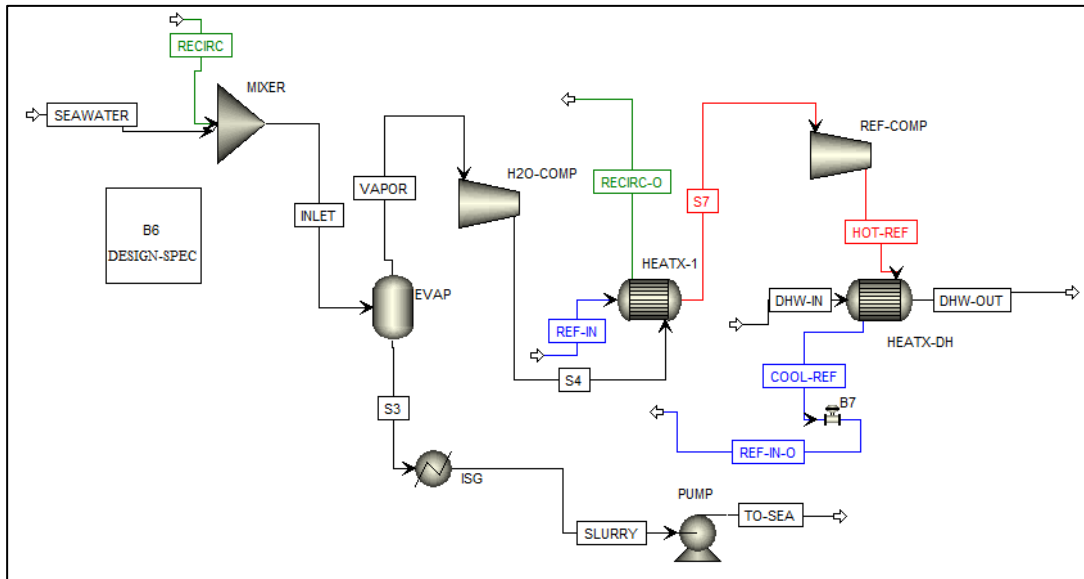 RECIRC
MIXER
SEAWATER
REF-COMP
H2O-COMP
VAPOR
RECIRC-O
S7
B6
DESIGN-SPEC
INLET
HOT-REF
HEATX-1
EVAP
DHW-IN
DHW-OUT
REF-IN
HEATX-DH
S4
COOL-REF
S3
B7
REF-IN-O
ISG
PUMP
TO-SEA
SLURRY